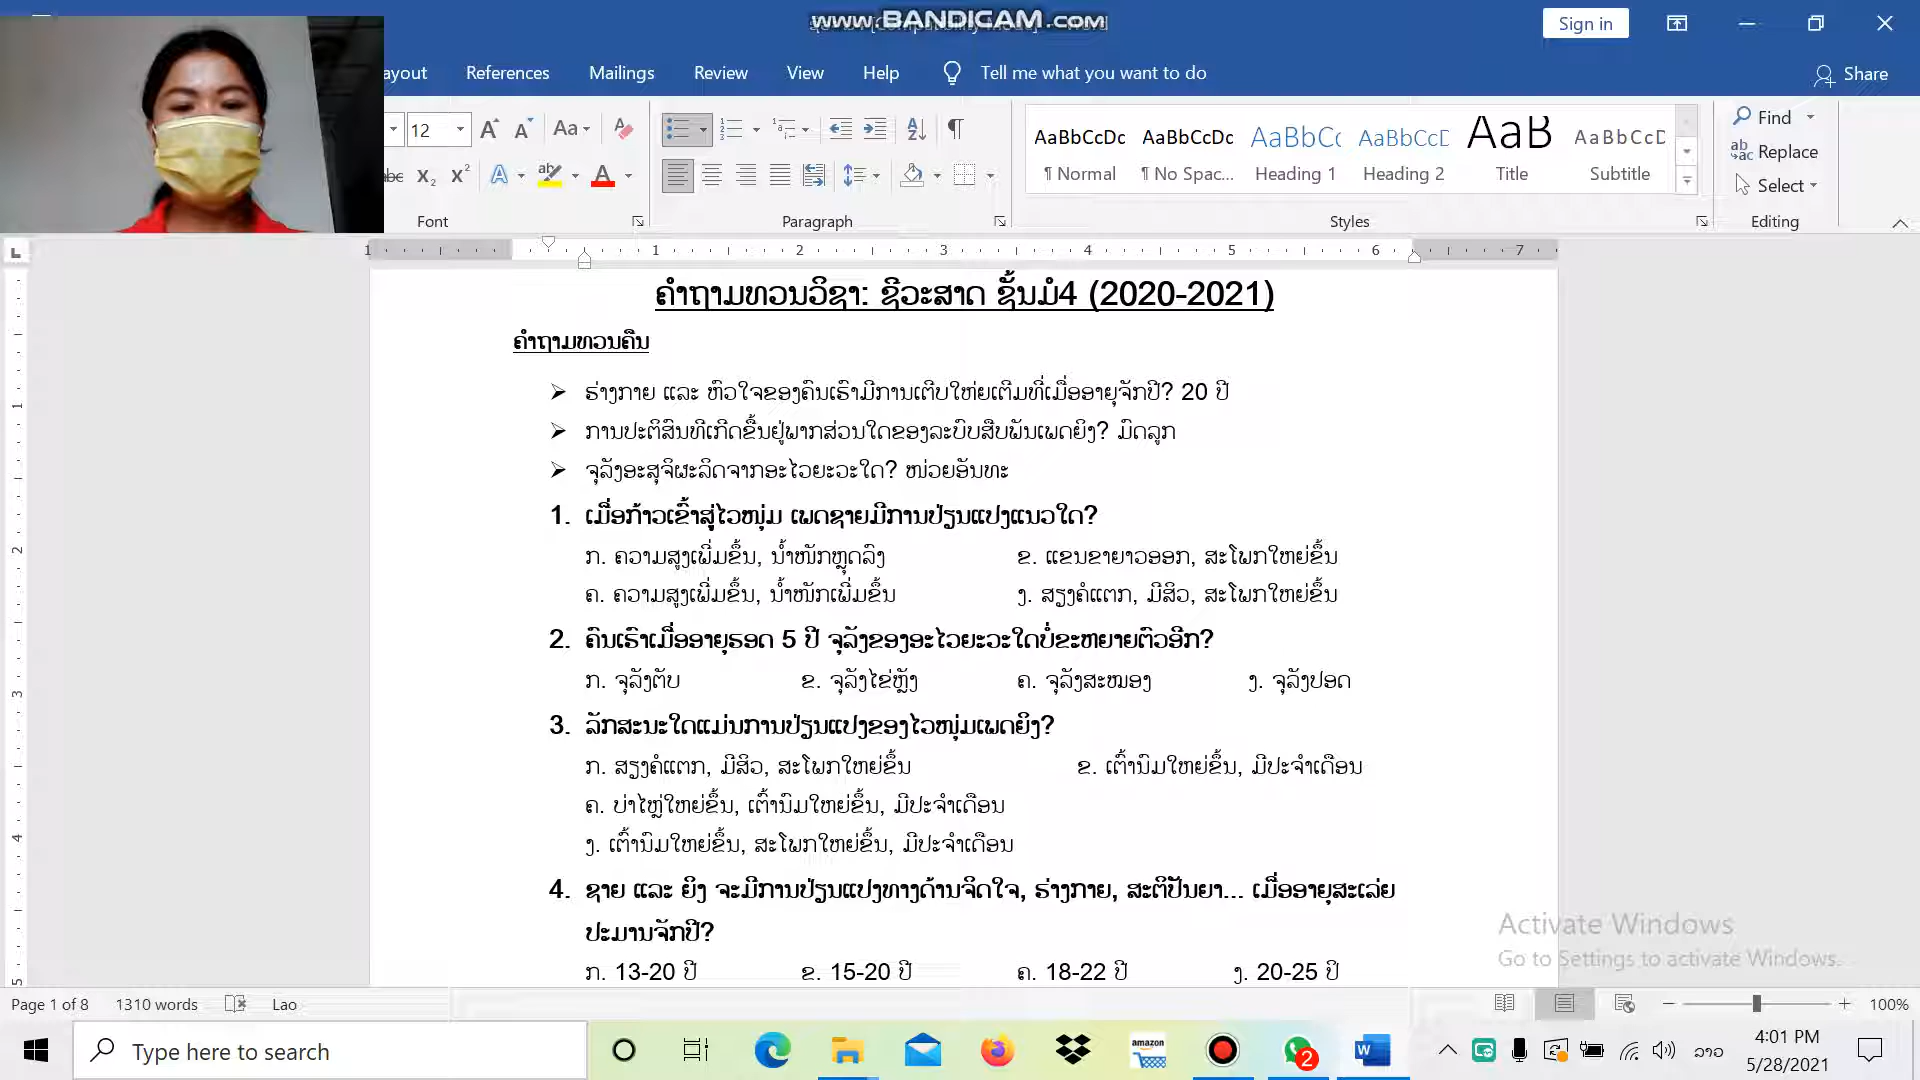 www.BANDICAM.com
Sign in
ayout References Mailings Review View Help Tell me what you want to do Share
12 Aa
abc X₂ X² A ab A
AaBbCcDc AaBbCcDc AaBbCc AaBbCcD AaB AaBbCcD
¶ Normal ¶ No Spac... Heading 1 Heading 2 Title Subtitle
Find
Replace
Select
Font Paragraph Styles Editing
1 1 2 3 4 5 6 7
ຄຳຖາມທວນວິຊາ: ຊີວະສາດ ຊັ້ນມໍ4 (2020-2021)
ຄຳຖາມທວນຄືນ
➢ ຮ່າງກາຍ ແລະ ຫົວໃຈຂອງຄົນເຮົາມີການເຕີບໃຫ່ຍເຕີມທີ່ເມື່ອອາຍຸຈັກປີ? 20 ປີ
➢ ການປະຕິສົນທີເກີດຂື້ນຢູ່ພາກສ່ວນໃດຂອງລະບົບສືບພັນເພດຍິງ? ມົດລູກ
➢ ຈຸລັງອະສຸຈິຜະລິດຈາກອະໄວຍະວະໃດ? ໜ່ວຍອັນທະ
1. ເມື່ອກ້າວເຂົ້າສູ່ໄວໜຸ່ມ ເພດຊາຍມີການປ່ຽນແປງແນວໃດ?
ກ. ຄວາມສູງເພີ່ມຂຶ້ນ, ນ້ຳໜັກຫຼຸດລົງ ຂ. ແຂນຂາຍາວອອກ, ສະໂພກໃຫຍ່ຂຶ້ນ
ຄ. ຄວາມສູງເພີ່ມຂຶ້ນ, ນ້ຳໜັກເພີ່ມຂຶ້ນ ງ. ສຽງຄໍແຕກ, ມີສິວ, ສະໂພກໃຫຍ່ຂຶ້ນ
2. ຄົນເຮົາເມື່ອອາຍຸຮອດ 5 ປີ ຈຸລັງຂອງອະໄວຍະວະໃດບໍ່ຂະຫຍາຍຕົວອີກ?
ກ. ຈຸລັງຕັບ ຂ. ຈຸລັງໄຂ່ຫຼັງ ຄ. ຈຸລັງສະໝອງ ງ. ຈຸລັງປອດ
3. ລັກສະນະໃດແມ່ນການປ່ຽນແປງຂອງໄວໜຸ່ມເພດຍິງ?
ກ. ສຽງຄໍແຕກ, ມີສິວ, ສະໂພກໃຫຍ່ຂຶ້ນ ຂ. ເຕົ້ານົມໃຫຍ່ຂຶ້ນ, ມີປະຈຳເດືອນ
ຄ. ບ່າໄຫຼ່ໃຫຍ່ຂຶ້ນ, ເຕົ້ານົມໃຫຍ່ຂຶ້ນ, ມີປະຈຳເດືອນ
ງ. ເຕົ້ານົມໃຫຍ່ຂຶ້ນ, ສະໂພກໃຫຍ່ຂຶ້ນ, ມີປະຈຳເດືອນ
4. ຊາຍ ແລະ ຍິງ ຈະມີການປ່ຽນແປງທາງດ້ານຈິດໃຈ, ຮ່າງກາຍ, ສະຕິປັນຍາ... ເມື່ອອາຍຸສະເລ່ຍ
ປະມານຈັກປີ?
ກ. 13-20 ປີ ຂ. 15-20 ປີ ຄ. 18-22 ປີ ງ. 20-25 ປີ
Activate Windows
Go to Settings to activate Windows.
Page 1 of 8 1310 words Lao 100%
Type here to search
amazon
2
ລາວ
4:01 PM
5/28/2021